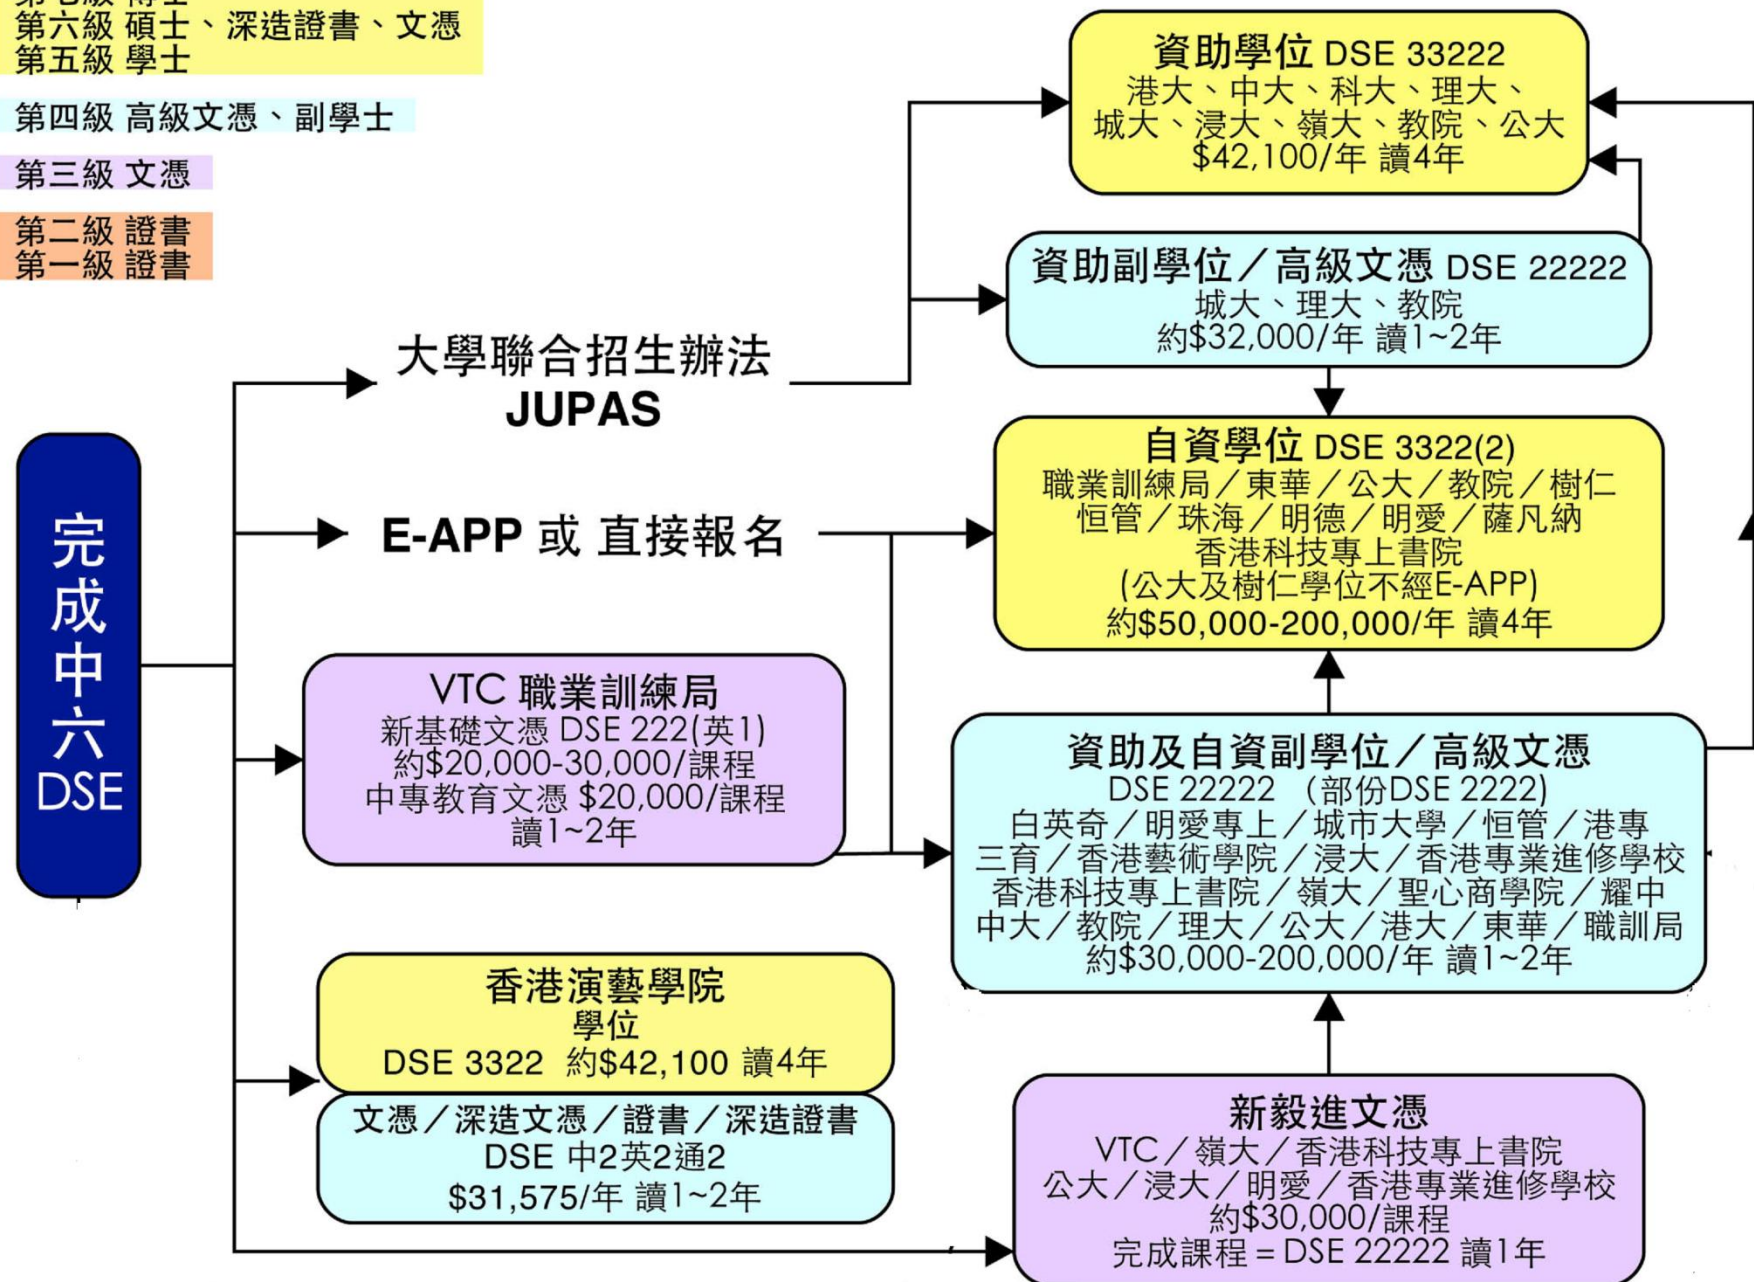 第七級 博士
第六級 碩士、深造證書、文憑
第五級 學士
第四級 高級文憑、副學士
第三級 文憑
第二級 證書
第一級 證書
完成中六
DSE
大學聯合招生辦法
JUPAS
E-APP 或 直接報名
VTC 職業訓練局
新基礎文憑 DSE 222(英1)
約$20,000-30,000/課程
中專教育文憑 $20,000/課程
讀1~2年
香港演藝學院
學位
DSE 3322 約$42,100 讀4年
文憑／深造文憑／證書／深造證書
DSE 中2英2通2
$31,575/年 讀1~2年
資助學位 DSE 33222
港大、中大、科大、理大、
城大、浸大、嶺大、教院、公大
$42,100/年 讀4年
資助副學位／高級文憑 DSE 22222
城大、理大、教院
約$32,000/年 讀1~2年
自資學位 DSE 3322(2)
職業訓練局／東華／公大／教院／樹仁
恒管／珠海／明德／明愛／薩凡納
香港科技專上書院
(公大及樹仁學位不經E-APP)
約$50,000-200,000/年 讀4年
資助及自資副學位／高級文憑
DSE 22222 （部份DSE 2222)
白英奇／明愛專上／城市大學／恒管／港專
三育／香港藝術學院／浸大／香港專業進修學校
香港科技專上書院／嶺大／聖心商學院／耀中
中大／教院／理大／公大／港大／東華／職訓局
約$30,000-200,000/年 讀1~2年
新毅進文憑
VTC／嶺大／香港科技專上書院
公大／浸大／明愛／香港專業進修學校
約$30,000/課程
完成課程 = DSE 22222 讀1年